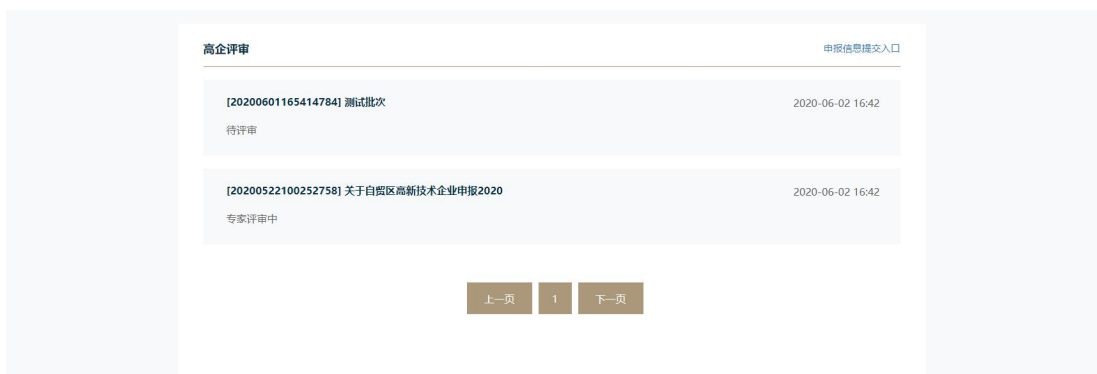 高企评审
申报信息提交入口
[20200601165414784] 测试批次
2020-06-02 16:42
待评审
[20200522100252758] 关于自贸区高新技术企业申报2020
2020-06-02 16:42
专家评审中
上一页 1 下一页